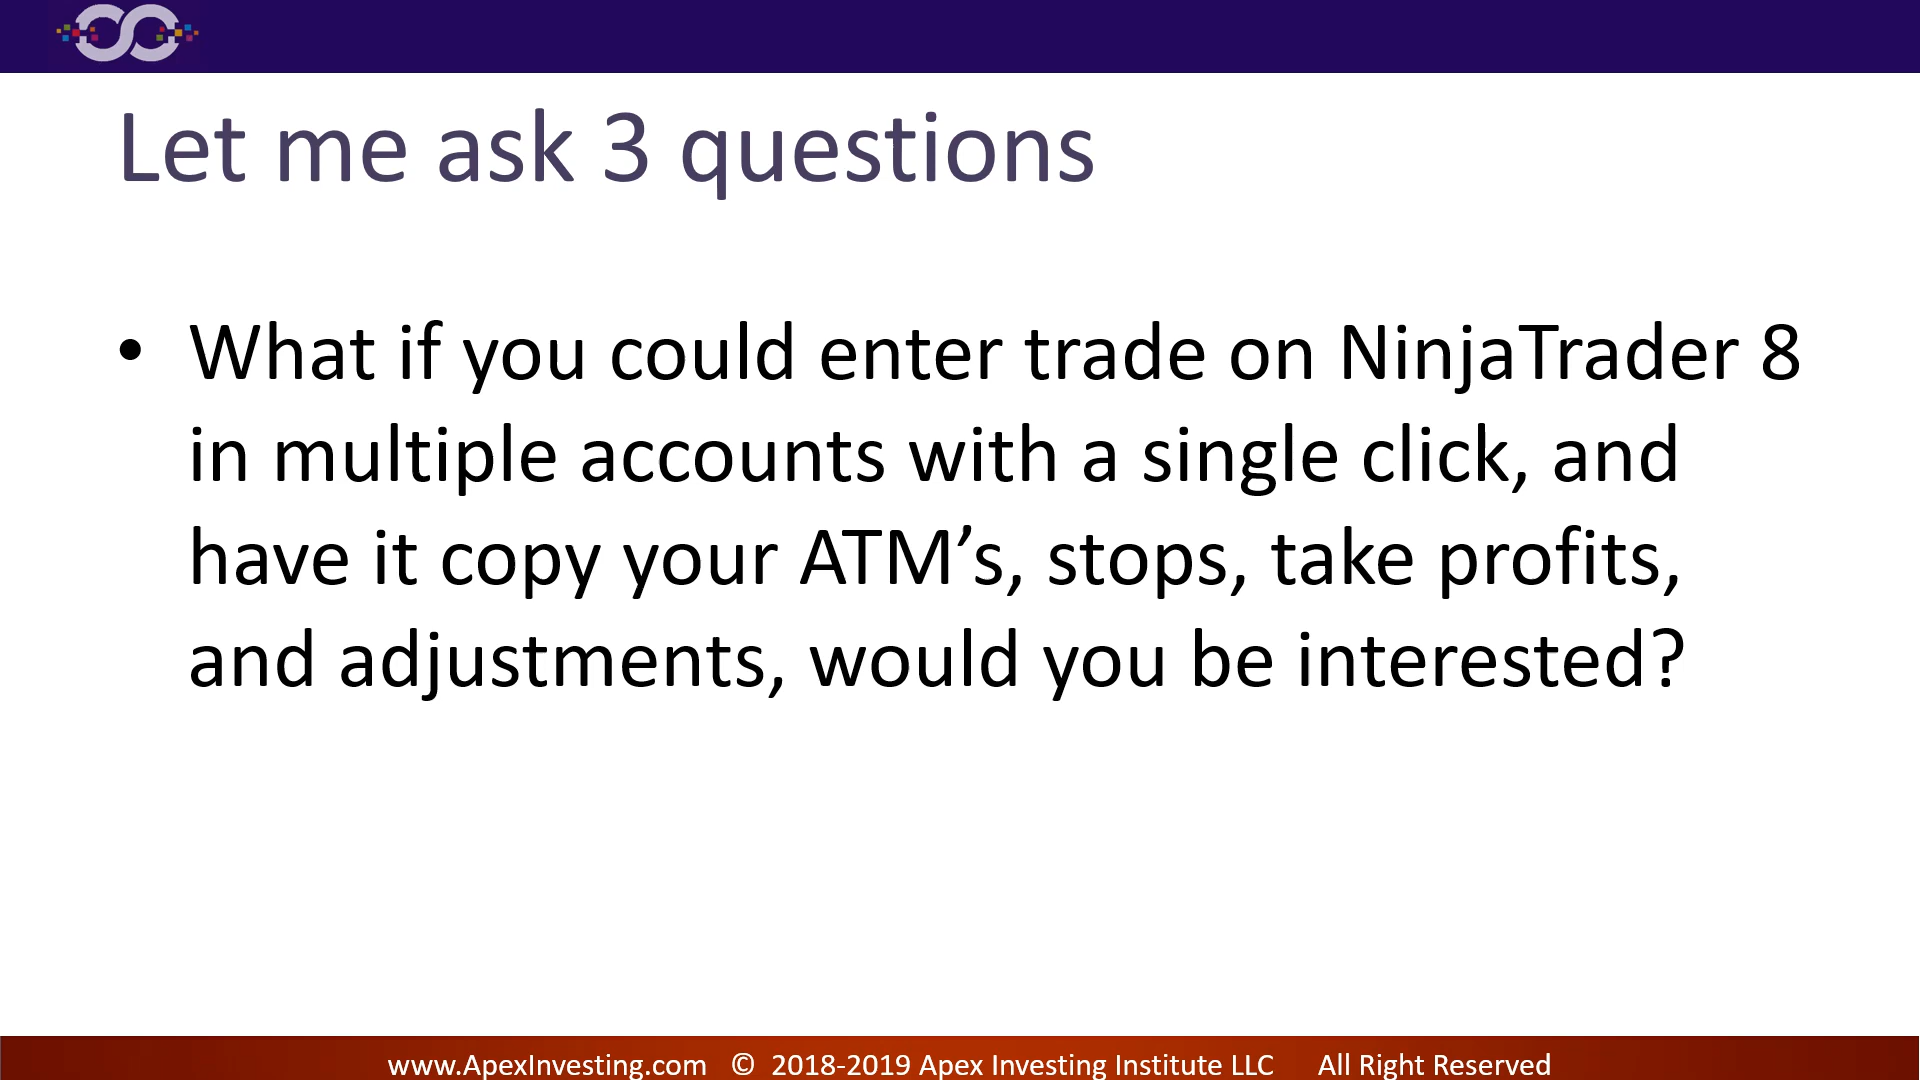 Let me ask 3 questions
• What if you could enter trade on NinjaTrader 8
in multiple accounts with a single click, and
have it copy your ATM’s, stops, take profits,
and adjustments, would you be interested?
www.ApexInvesting.com © 2018-2019 Apex Investing Institute LLC All Right Reserved